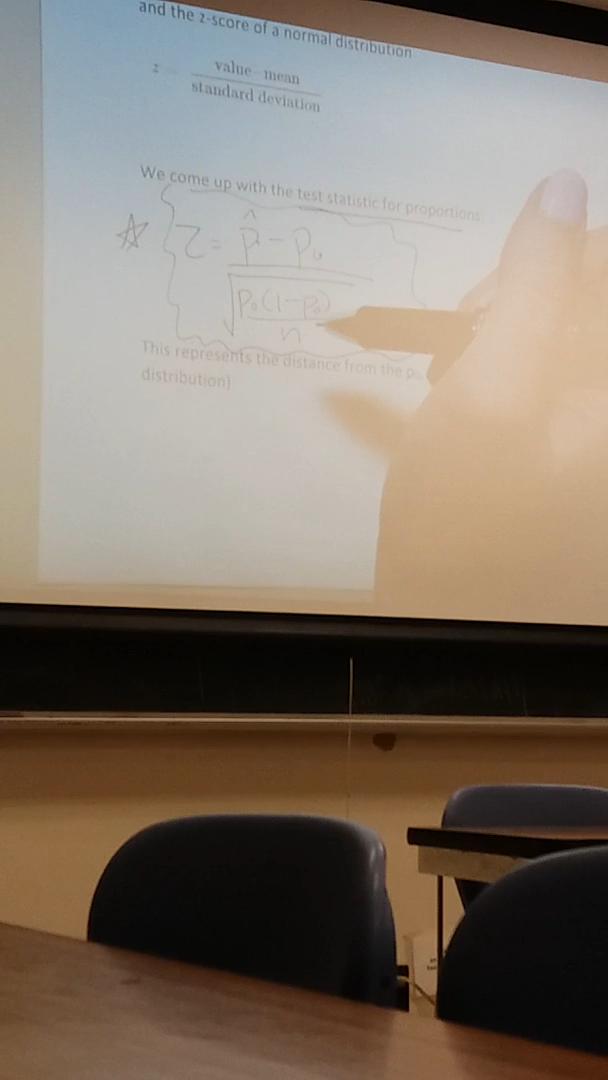 and the z-score of a normal distribution
z = value - mean / standard deviation
We come up with the test statistic for proportions
☆ z = p̂ - p₀ / √(p₀(1-p₀) / n)
This represents the distance from the p₀
distribution)